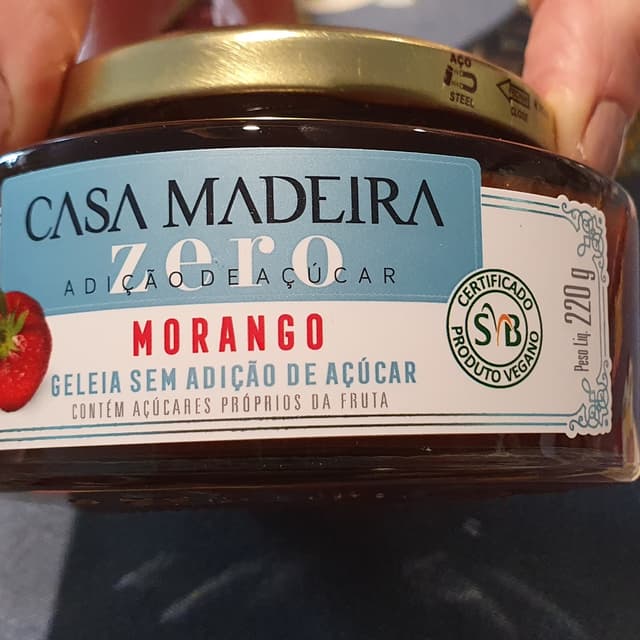 AÇO
STEEL
CASA MADEIRA
zero
ADIÇÃO DE AÇÚCAR
MORANGO
GELEIA SEM ADIÇÃO DE AÇÚCAR
CONTÉM AÇÚCARES PRÓPRIOS DA FRUTA
CERTIFICADO
SVB
PRODUTO VEGANO
Peso Líq. 220 g